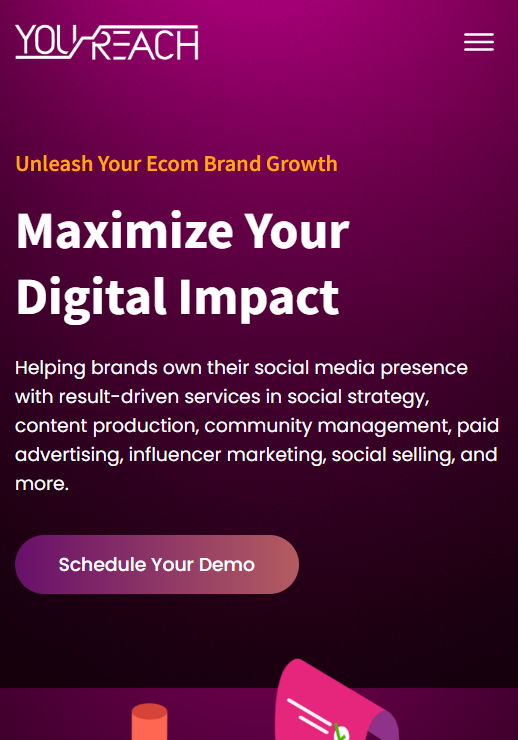 YOUREACH
Unleash Your Ecom Brand Growth
Maximize Your
Digital Impact
Helping brands own their social media presence
with result-driven services in social strategy,
content production, community management, paid
advertising, influencer marketing, social selling, and
more.
Schedule Your Demo